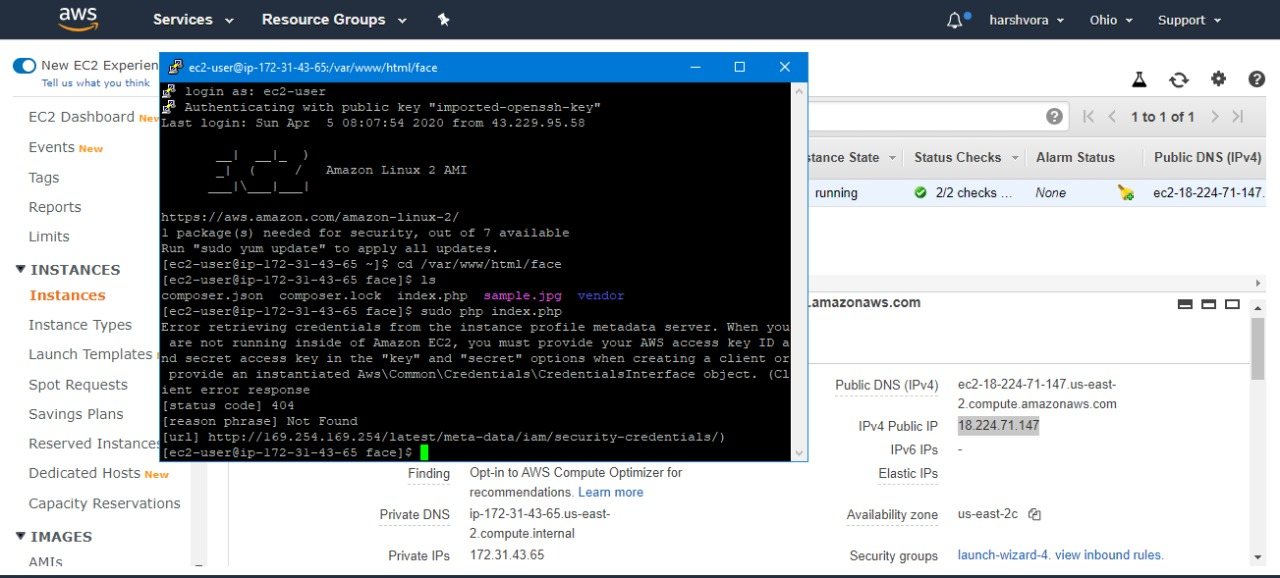 aws
Services
Resource Groups
harshvora
Ohio
Support
New EC2 Experien
Tell us what you think
EC2 Dashboard New
Events New
Tags
Reports
Limits
INSTANCES
Instances
Instance Types
Launch Templates
Spot Requests
Savings Plans
Reserved Instances
Dedicated Hosts New
Capacity Reservations
IMAGES
AMIs
ec2-user@ip-172-31-43-65:/var/www/html/face
login as: ec2-user
Authenticating with public key "imported-openssh-key"
Last login: Sun Apr  5 08:07:54 2020 from 43.229.95.58
__|  __|_  )
_|  (     /   Amazon Linux 2 AMI
___|\___|___|
https://aws.amazon.com/amazon-linux-2/
1 package(s) needed for security, out of 7 available
Run "sudo yum update" to apply all updates.
[ec2-user@ip-172-31-43-65 ~]$ cd /var/www/html/face
[ec2-user@ip-172-31-43-65 face]$ ls
composer.json  composer.lock  index.php  sample.jpg  vendor
[ec2-user@ip-172-31-43-65 face]$ sudo php index.php
Error retrieving credentials from the instance profile metadata server. When you
are not running inside of Amazon EC2, you must provide your AWS access key ID a
nd secret access key in the "key" and "secret" options when creating a client or
provide an instantiated Aws\Common\Credentials\CredentialsInterface object. (Cl
ient error response
[status code] 404
[reason phrase] Not Found
[url] http://169.254.169.254/latest/meta-data/iam/security-credentials/)
[ec2-user@ip-172-31-43-65 face]$
1 to 1 of 1
stance State
Status Checks
Alarm Status
Public DNS (IPv4)
running
2/2 checks ...
None
ec2-18-224-71-147.
.amazonaws.com
Finding
Opt-in to AWS Compute Optimizer for
recommendations. Learn more
Private DNS
ip-172-31-43-65.us-east-
2.compute.internal
Private IPs
172.31.43.65
Public DNS (IPv4)
ec2-18-224-71-147.us-east-
2.compute.amazonaws.com
IPv4 Public IP
18.224.71.147
IPv6 IPs
-
Elastic IPs
Availability zone
us-east-2c
Security groups
launch-wizard-4. view inbound rules.